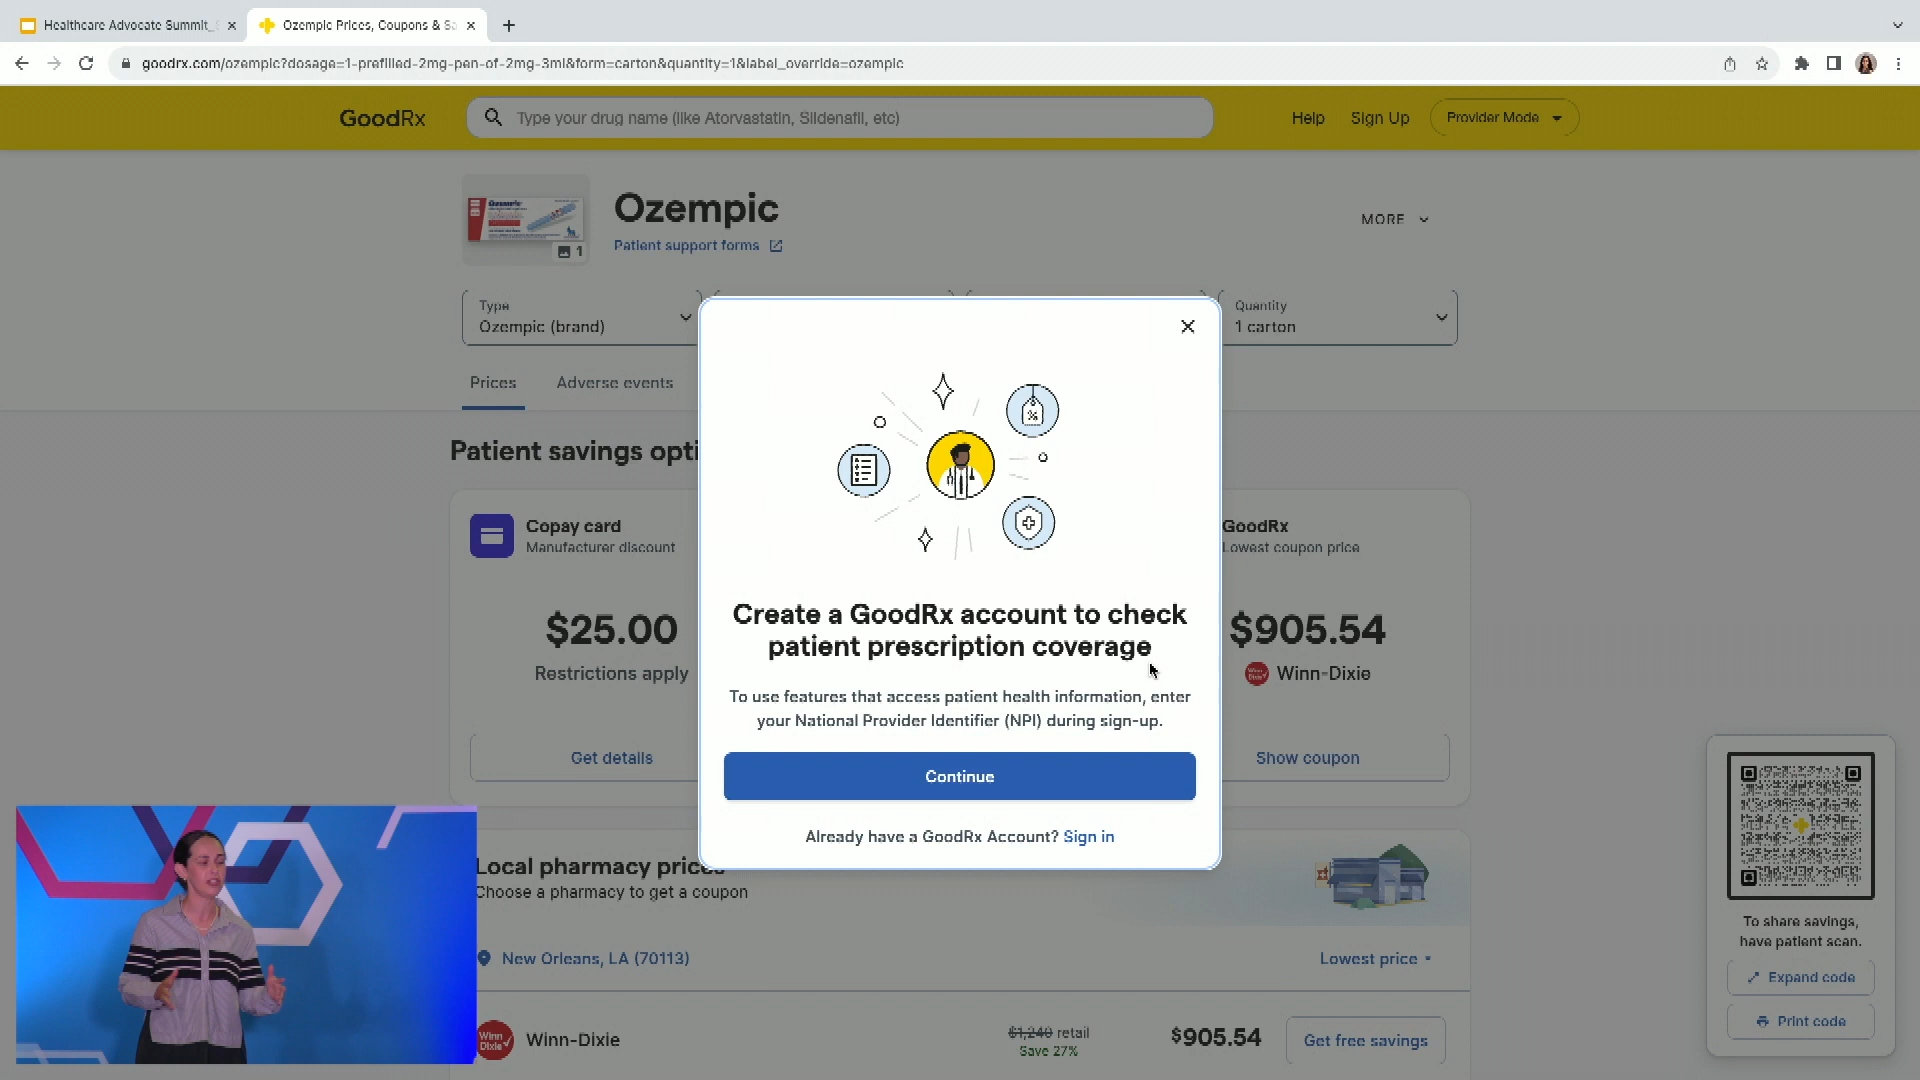 Healthcare Advocate Summit_
Ozempic Prices, Coupons & Sa
goodrx.com/ozempic?dosage=1-prefilled-2mg-pen-of-2mg-3ml&form=carton&quantity=1&label_override=ozempic
GoodRx
Type your drug name (like Atorvastatin, Sildenafil, etc)
Help
Sign Up
Provider Mode
Ozempic
1
Ozempic
Patient support forms
MORE
Type
Ozempic (brand)
Quantity
1 carton
Prices
Adverse events
Patient savings opti
Copay card
Manufacturer discount
$25.00
Restrictions apply
Get details
GoodRx
Lowest coupon price
$905.54
Winn-Dixie
Show coupon
%
Create a GoodRx account to check
patient prescription coverage
To use features that access patient health information, enter
your National Provider Identifier (NPI) during sign-up.
Continue
Already have a GoodRx Account? Sign in
Local pharmacy prices
Choose a pharmacy to get a coupon
New Orleans, LA (70113)
Lowest price
Winn
Dixie
Winn-Dixie
$1,240 retail
Save 27%
$905.54
Get free savings
To share savings,
have patient scan.
Expand code
Print code